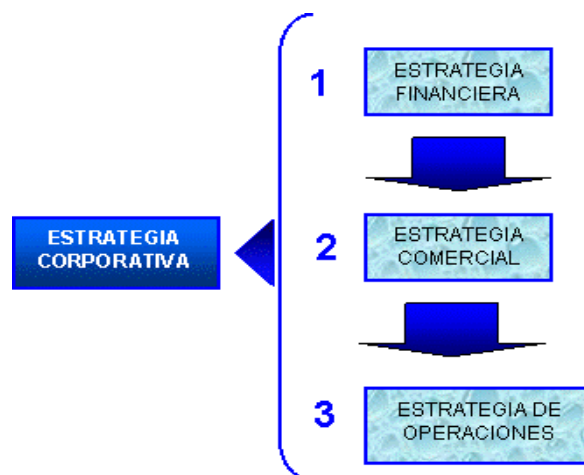 1
ESTRATEGIA
FINANCIERA
ESTRATEGIA
CORPORATIVA
2
ESTRATEGIA
COMERCIAL
3
ESTRATEGIA DE
OPERACIONES